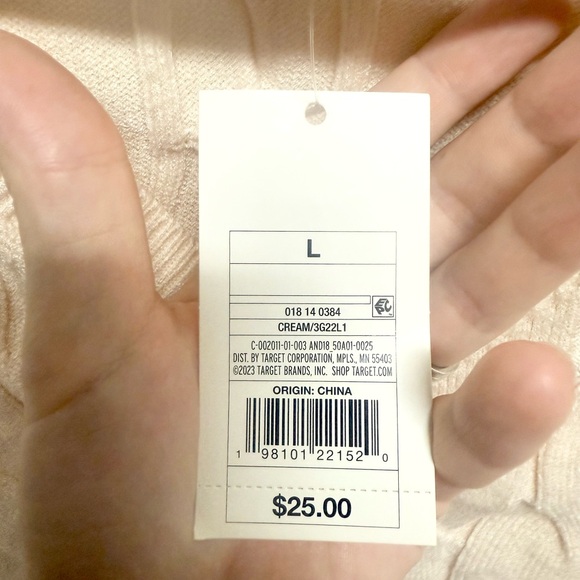 L
018 14 0384
CREAM/3G22L1
C-002011-01-003 AND18 50A01-0025
DIST. BY TARGET CORPORATION, MPLS., MN 55403
©2023 TARGET BRANDS, INC. SHOP TARGET.COM
ORIGIN: CHINA
1 98101 22152 0
$25.00